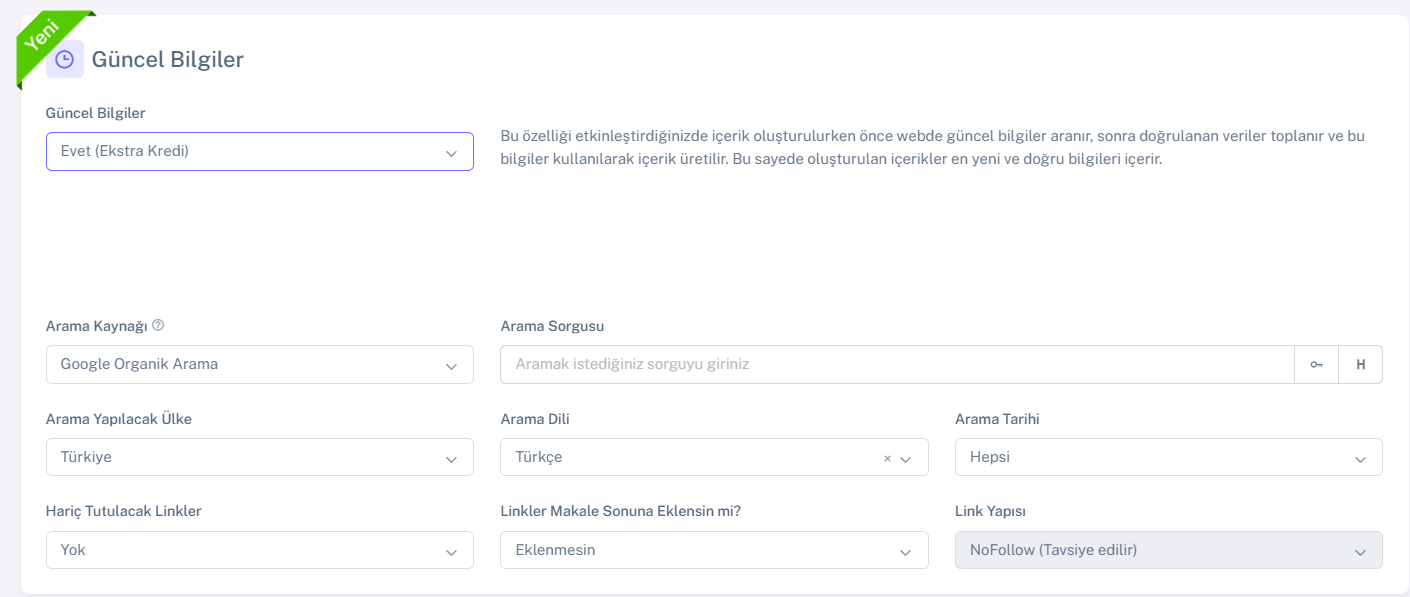 Yeni
Güncel Bilgiler
Güncel Bilgiler
Evet (Ekstra Kredi)
Bu özelliği etkinleştirdiğinizde içerik oluşturulurken önce webde güncel bilgiler aranır, sonra doğrulanan veriler toplanır ve bu
bilgiler kullanılarak içerik üretilir. Bu sayede oluşturulan içerikler en yeni ve doğru bilgileri içerir.
Arama Kaynağı
Arama Sorgusu
Google Organik Arama
Aramak istediğiniz sorguyu giriniz
H
Arama Yapılacak Ülke
Arama Dili
Arama Tarihi
Türkiye
Türkçe
×
Hepsi
Hariç Tutulacak Linkler
Linkler Makale Sonuna Eklensin mi?
Link Yapısı
Yok
Eklenmesin
NoFollow (Tavsiye edilir)